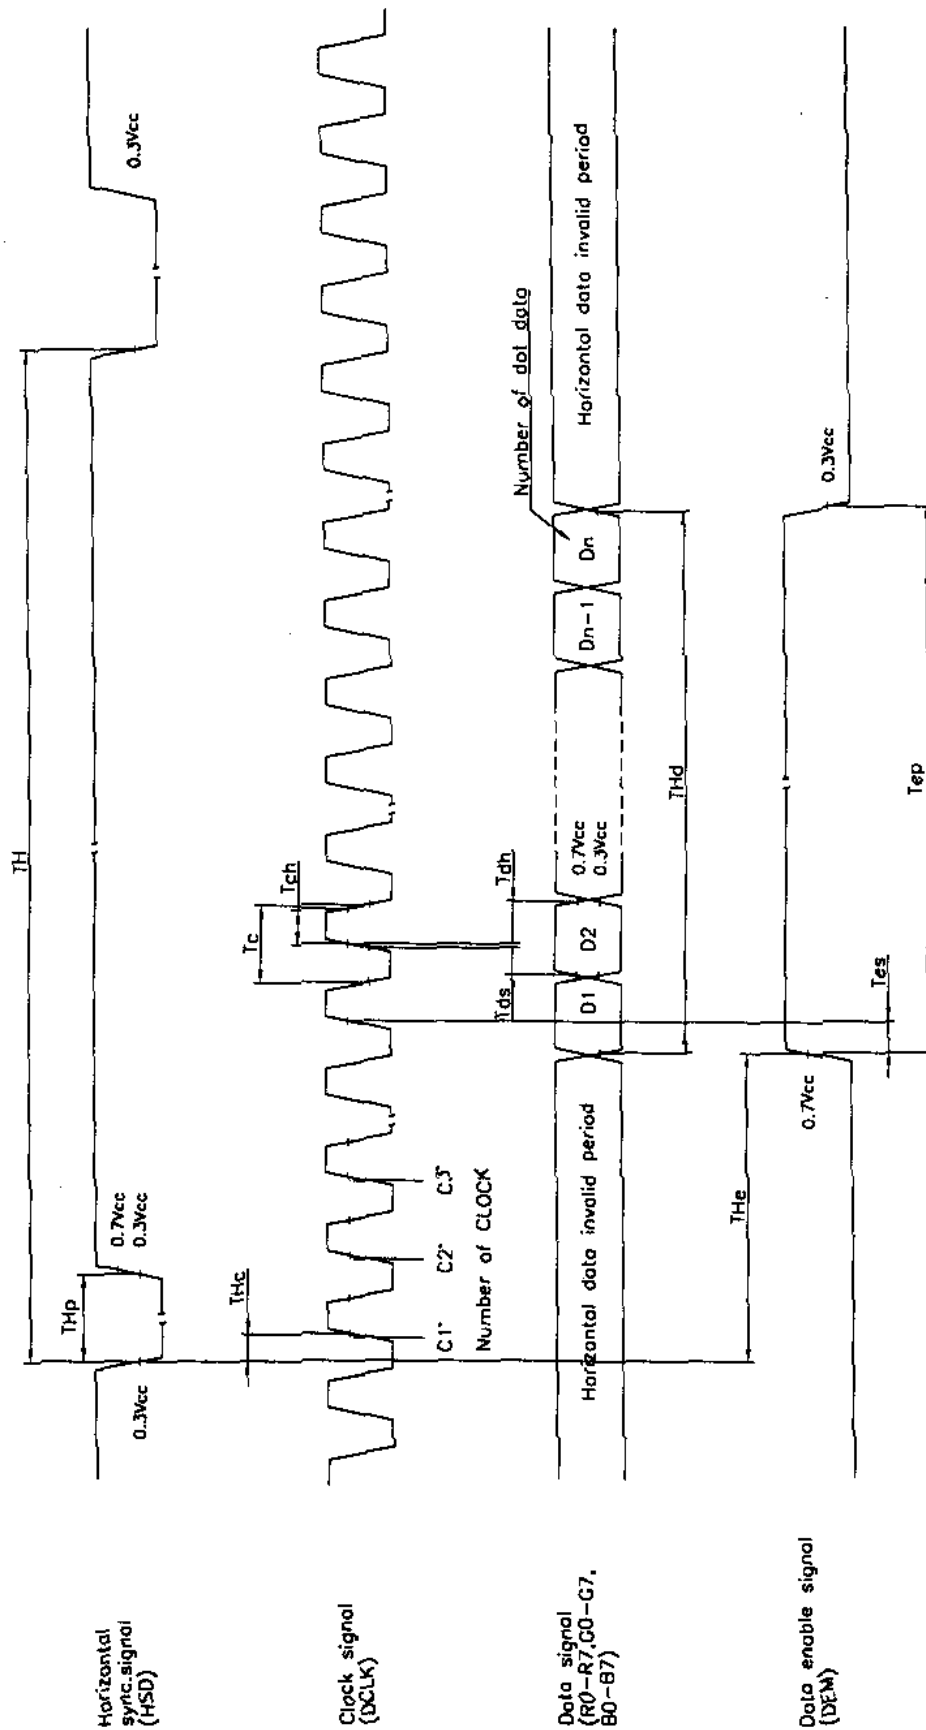 Horizontal
sync.signal
(HSD)
0.3Vcc
THp
0.7Vcc
0.3Vcc
TH
0.3Vcc
Clock signal
(DCLK)
THc
C1
C2
C3
Number of CLOCK
Tc
Tch
Data signal
(R0-R7,G0-G7,
B0-B7)
Horizontal data invalid period
D1
D2
Tds
Tdh
0.7Vcc
0.3Vcc
THd
Dn-1
Dn
Number of dot data
Horizontal data invalid period
Data enable signal
(DEM)
THe
0.7Vcc
Tes
Tep
0.3Vcc